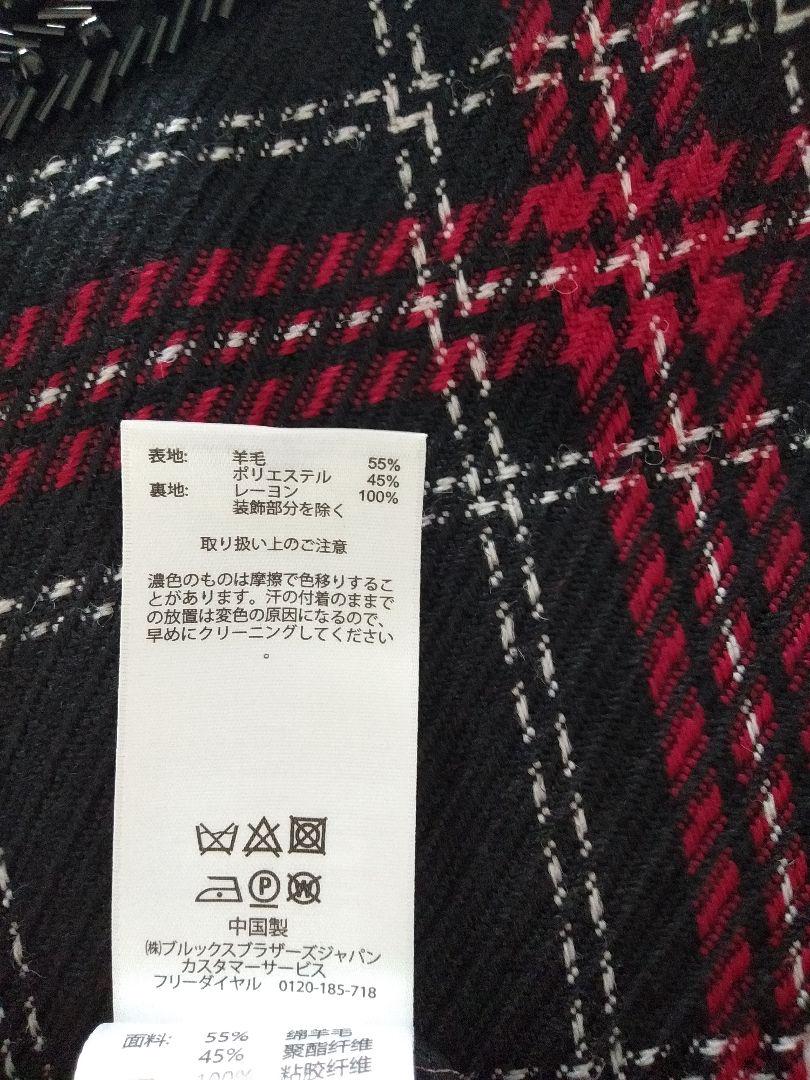 表地: 羊毛 55%
ポリエステル 45%
裏地: レーヨン 100%
装飾部分を除く
取り扱い上のご注意
濃色のものは摩擦で色移りするこ
とがあります。汗の付着のままで
の放置は変色の原因になるので、
早めにクリーニングしてください
。
P W
中国製
㈱ブルックスブラザーズジャパン
カスタマーサービス
フリーダイヤル 0120-185-718
面料: 55% 绵羊毛
45% 聚酯纤维
100% 粘胶纤维